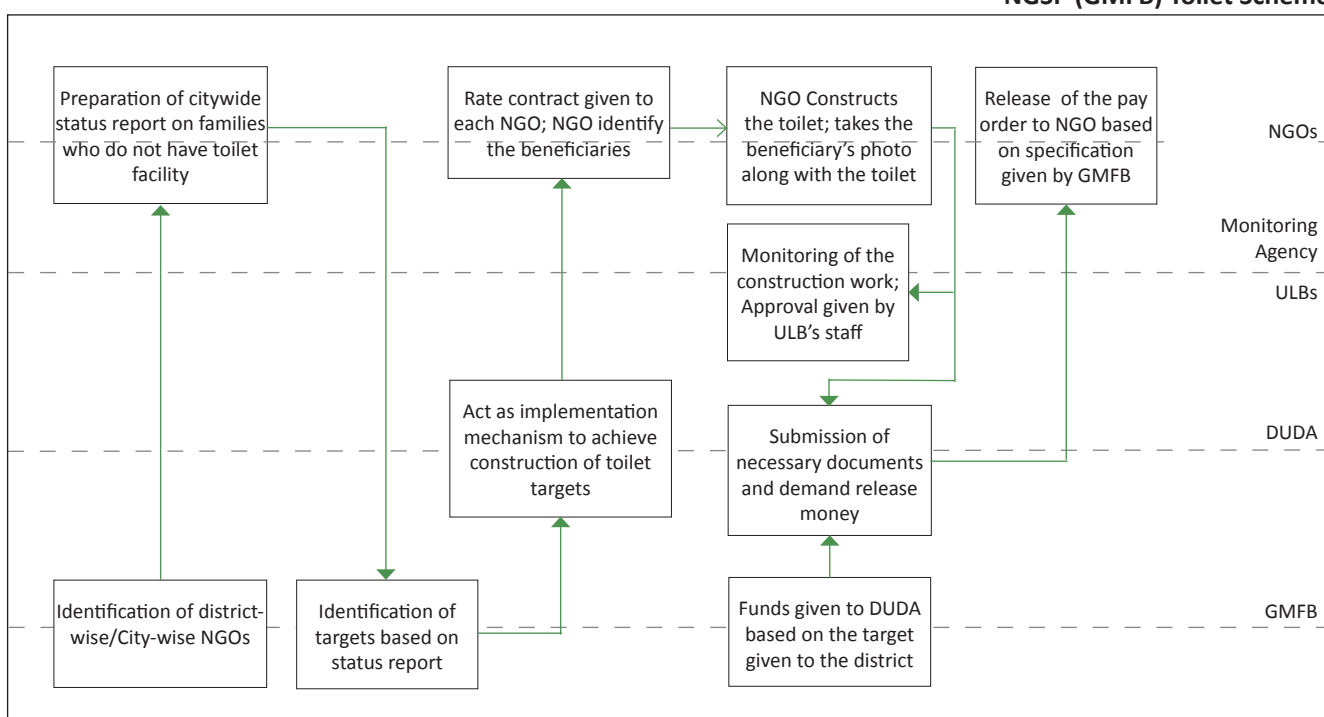 NGSP (GMFB) Toilet Scheme
Preparation of citywide
status report on families
who do not have toilet
facility
Rate contract given to
each NGO; NGO identify
the beneficiaries
NGO Constructs
the toilet; takes the
beneficiary's photo
along with the toilet
Release of the pay
order to NGO based
on specification
given by GMFB
NGOs
Monitoring
Agency
Monitoring of the
construction work;
Approval given by
ULB's staff
ULBs
Act as implementation
mechanism to achieve
construction of toilet
targets
Submission of
necessary documents
and demand release
money
DUDA
Identification of district-
wise/City-wise NGOs
Identification of
targets based on
status report
Funds given to DUDA
based on the target
given to the district
GMFB